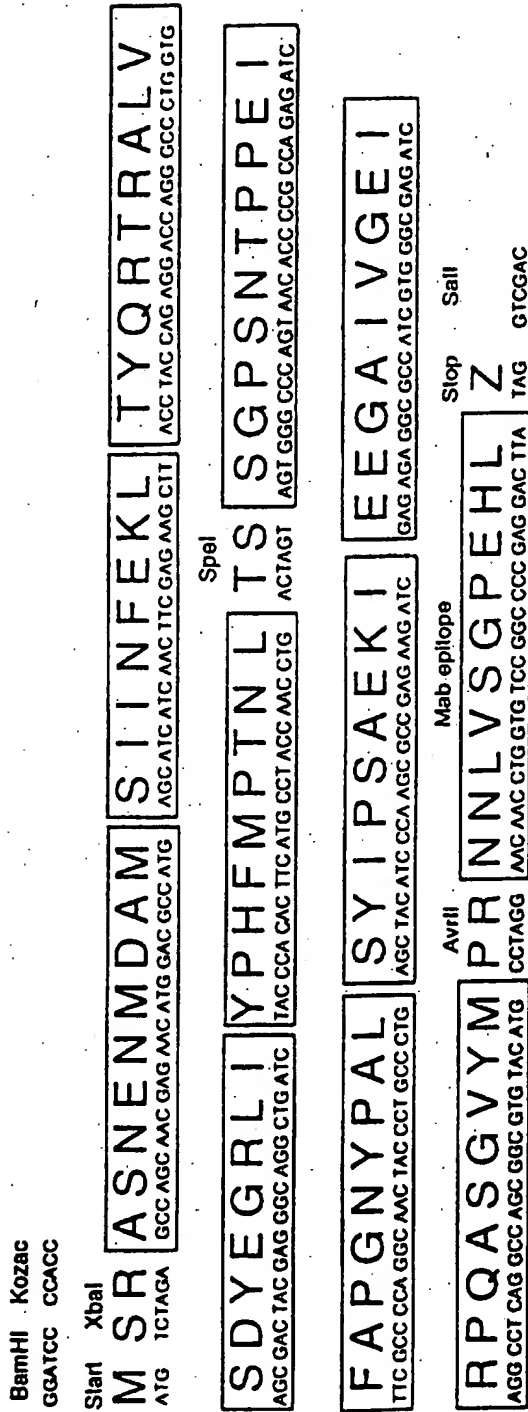 BamHI Kozac
GGATCC CCACC
Start XbaI
M S R ASNENMDAM SIINFEKL TYQRTRALV
ATG TCTAGA GCC AGC AAC GAG AAC ATG GAC GCC ATG AGC ATC ATC AAC TTC GAG AAG CTT ACC TAC CAG AGG ACC AGG GCC CTG GTG
SpeI
SDYEGRLI YPHFMPTNL TS SGPSNTPPEI
AGC GAC TAC GAG GGC AGG CTG ATC TAC CCA CAC TTC ATG CCT ACC AAC CTG ACTAGT AGT GGG CCC AGT AAC ACC CCG CCA GAG ATC
FAPGNYPAL SYIPSAEKI EEGAIVGEI
TTC GCC CCA GGC AAC TAC CCT GCC CTG AGC TAC ATC CCA AGC GCC GAG AAG ATC GAG AGA GGC GCC ATC GTG GGC GAG ATC
AvrII Mab epitope Stop SalI
RPQASGVYM PR NNLVSGPEHL Z
AGG CCT CAG GCC AGC GGC GTG TAC ATG CCTAGG AAC AAC CTG GTG TCC GGC CCC GAG GAC TTA TAG GTCGAC